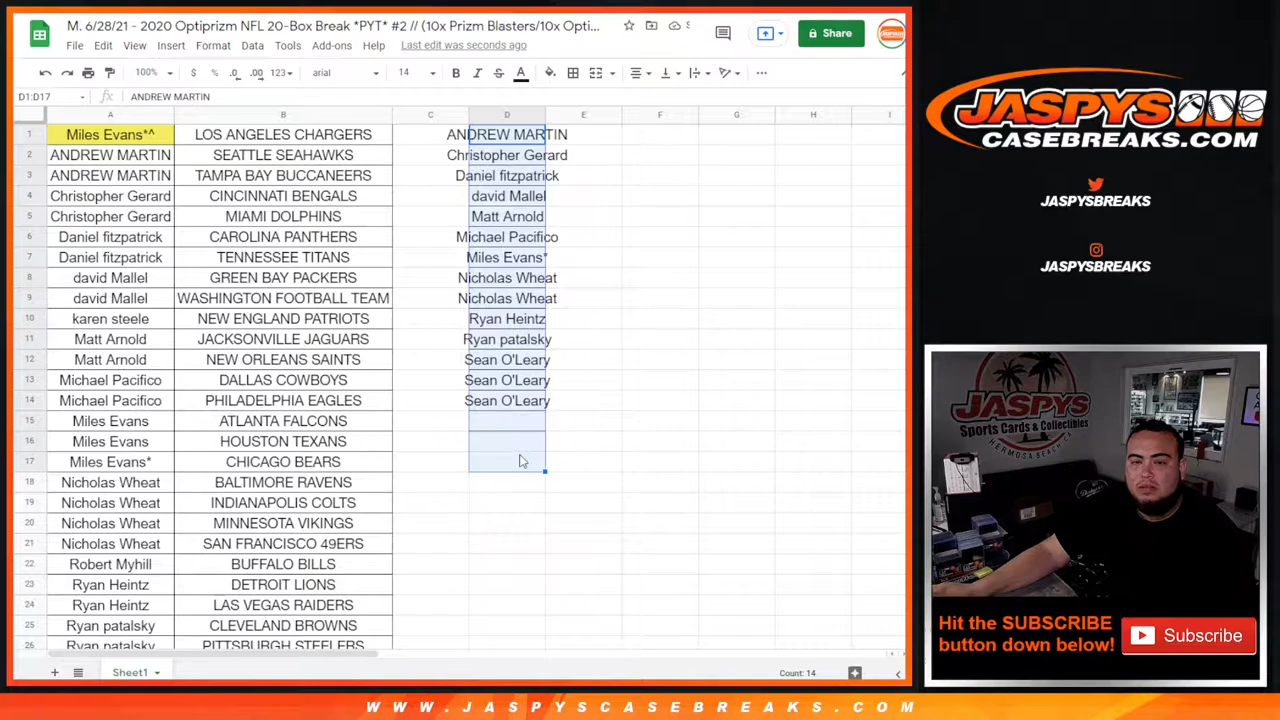 M. 6/28/21 - 2020 Optiprizm NFL 20-Box Break *PYT* #2 // (10x Prizm Blasters/10x Opti...
File Edit View Insert Format Data Tools Add-ons Help Last edit was seconds ago
Share
100% $ % .0 .00 123 arial 14 B I S A
D1:D17 fx ANDREW MARTIN
A B C D E F G H I
1 Miles Evans*^ LOS ANGELES CHARGERS ANDREW MARTIN
2 ANDREW MARTIN SEATTLE SEAHAWKS Christopher Gerard
3 ANDREW MARTIN TAMPA BAY BUCCANEERS Daniel fitzpatrick
4 Christopher Gerard CINCINNATI BENGALS david Mallel
5 Christopher Gerard MIAMI DOLPHINS Matt Arnold
6 Daniel fitzpatrick CAROLINA PANTHERS Michael Pacifico
7 Daniel fitzpatrick TENNESSEE TITANS Miles Evans*
8 david Mallel GREEN BAY PACKERS Nicholas Wheat
9 david Mallel WASHINGTON FOOTBALL TEAM Nicholas Wheat
10 karen steele NEW ENGLAND PATRIOTS Ryan Heintz
11 Matt Arnold JACKSONVILLE JAGUARS Ryan patalsky
12 Matt Arnold NEW ORLEANS SAINTS Sean O'Leary
13 Michael Pacifico DALLAS COWBOYS Sean O'Leary
14 Michael Pacifico PHILADELPHIA EAGLES Sean O'Leary
15 Miles Evans ATLANTA FALCONS
16 Miles Evans HOUSTON TEXANS
17 Miles Evans* CHICAGO BEARS
18 Nicholas Wheat BALTIMORE RAVENS
19 Nicholas Wheat INDIANAPOLIS COLTS
20 Nicholas Wheat MINNESOTA VIKINGS
21 Nicholas Wheat SAN FRANCISCO 49ERS
22 Robert Myhill BUFFALO BILLS
23 Ryan Heintz DETROIT LIONS
24 Ryan Heintz LAS VEGAS RAIDERS
25 Ryan patalsky CLEVELAND BROWNS
26 Ryan patalsky PITTSBURGH STEELERS
Sheet1 Count: 14
JASPYS
CASEBREAKS.COM
JASPYSBREAKS
JASPYSBREAKS
JASPYS
Sports Cards & Collectibles
HERMOSA BEACH CA
Dodgers
Hit the SUBSCRIBE
button down below!
Subscribe
WWW.JASPYSCASEBREAKS.COM